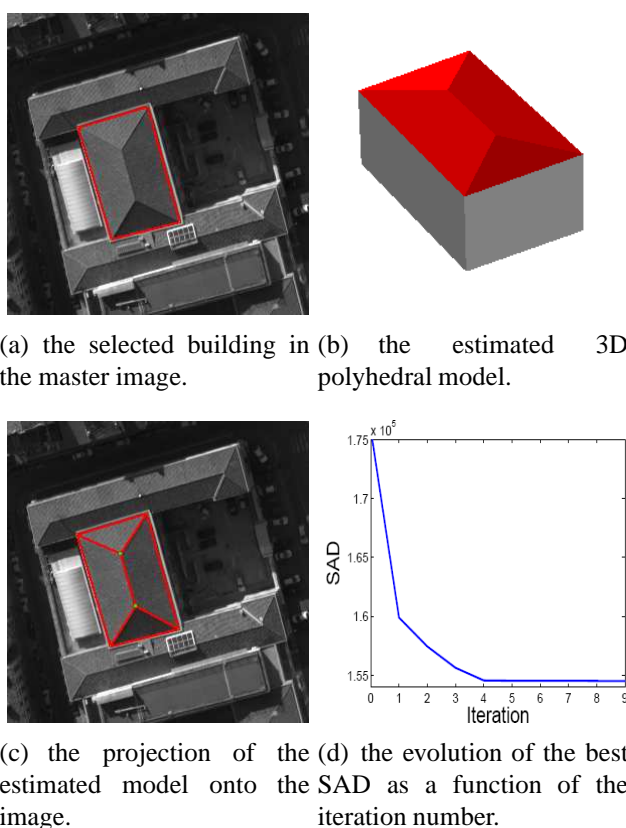 (a) the selected building in
the master image.
(b) the estimated 3D
polyhedral model.
x 10^5
1.75
1.7
1.65
1.6
1.55
SAD
0 1 2 3 4 5 6 7 8 9
Iteration
(c) the projection of the
estimated model onto the
image.
(d) the evolution of the best
SAD as a function of the
iteration number.